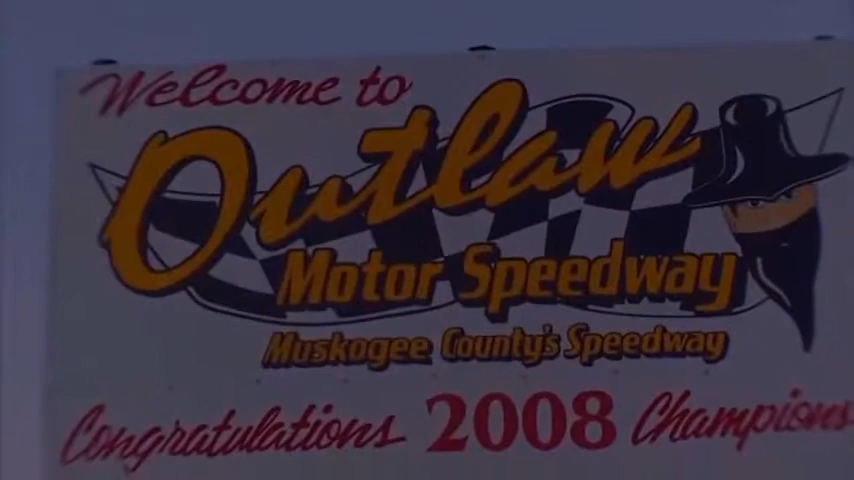 Welcome to
Outlaw
Motor Speedway
Muskogee County's Speedway
Congratulations 2008 Champions